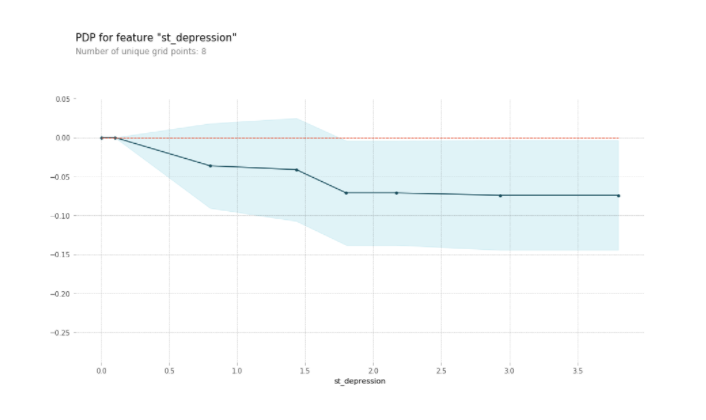 PDP for feature "st_depression"
Number of unique grid points: 8
0.05
0.00
−0.05
−0.10
−0.15
−0.20
−0.25
0.0 0.5 1.0 1.5 2.0 2.5 3.0 3.5
st_depression